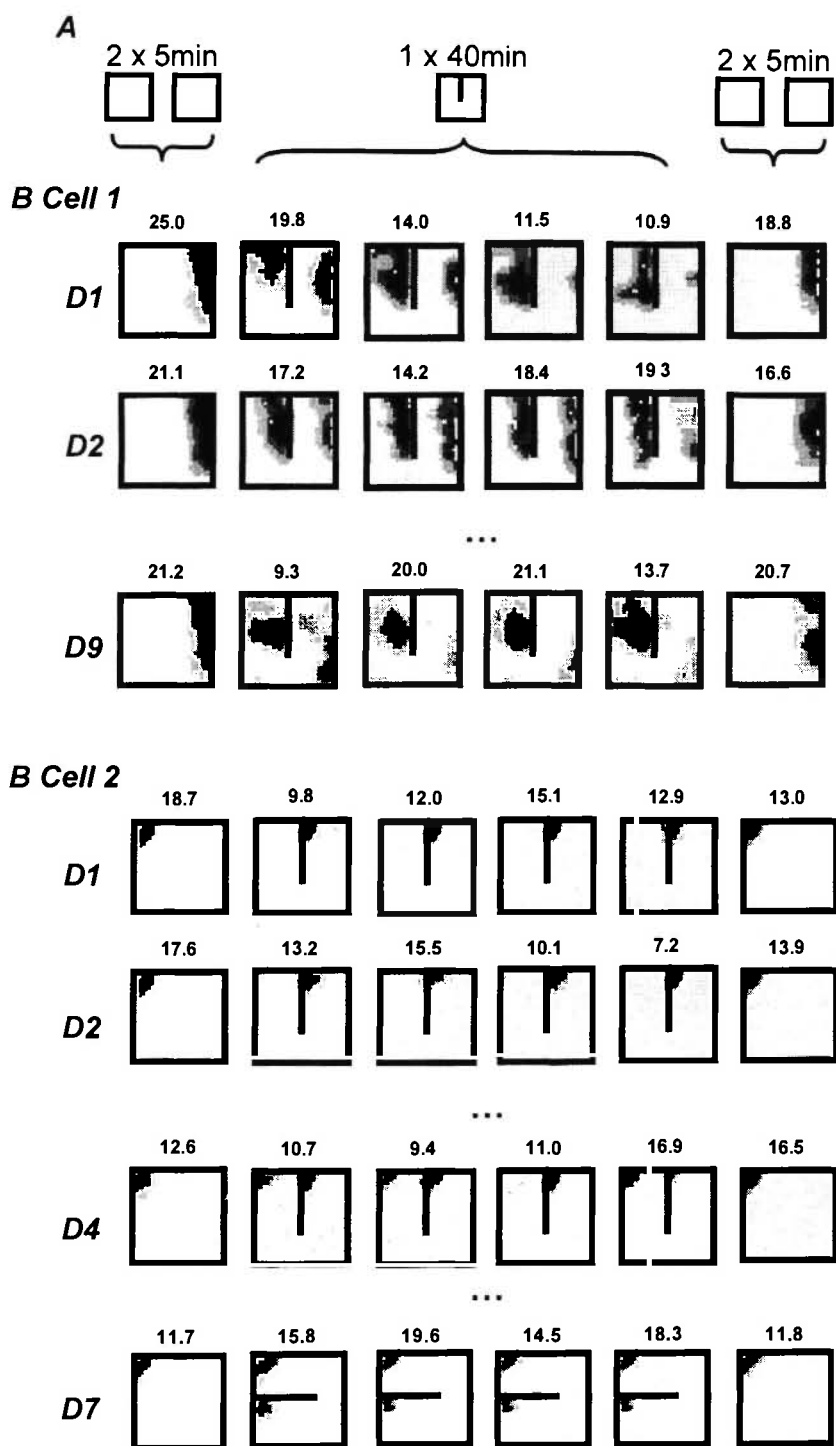 A
2 x 5min 1 x 40min 2 x 5min
B Cell 1
25.0 19.8 14.0 11.5 10.9 18.8
D1
21.1 17.2 14.2 18.4 19 3 16.6
D2
...
21.2 9.3 20.0 21.1 13.7 20.7
D9
B Cell 2
18.7 9.8 12.0 15.1 12.9 13.0
D1
17.6 13.2 15.5 10.1 7.2 13.9
D2
...
12.6 10.7 9.4 11.0 16.9 16.5
D4
...
11.7 15.8 19.6 14.5 18.3 11.8
D7